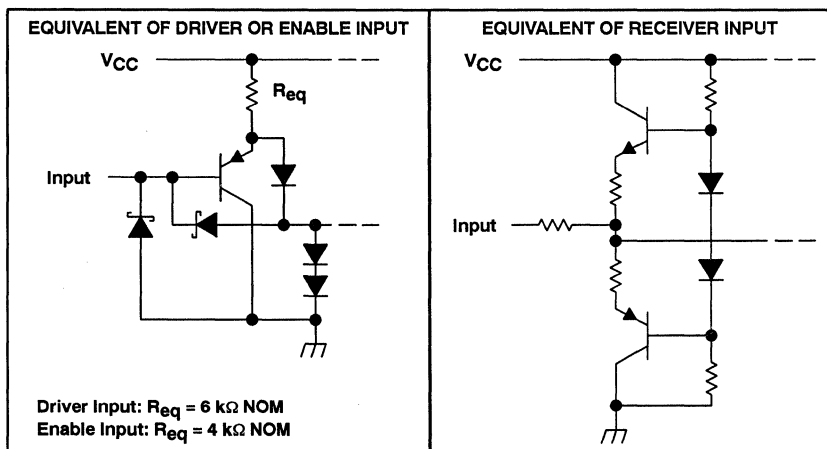 EQUIVALENT OF DRIVER OR ENABLE INPUT
VCC
Req
Input
Driver Input: Req = 6 kΩ NOM
Enable Input: Req = 4 kΩ NOM
EQUIVALENT OF RECEIVER INPUT
VCC
Input